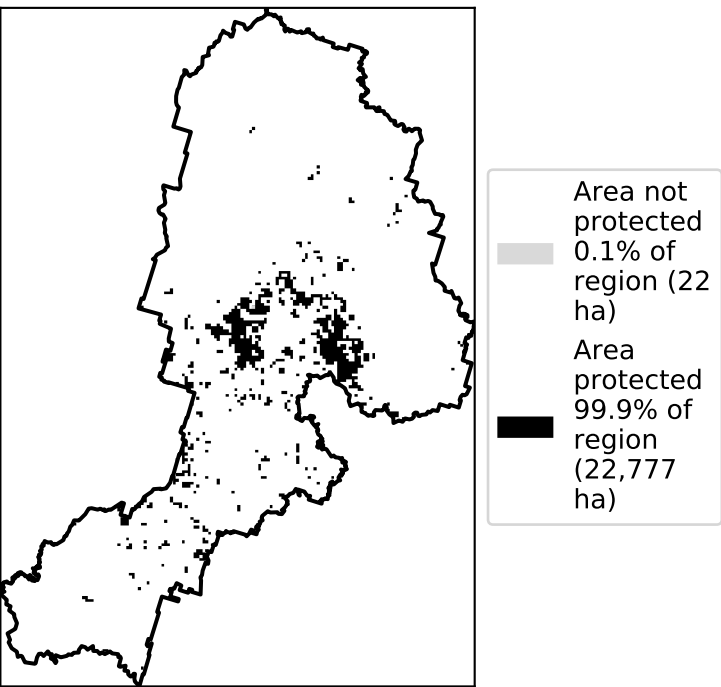 Area not
protected
0.1% of
region (22
ha)
Area
protected
99.9% of
region
(22,777
ha)